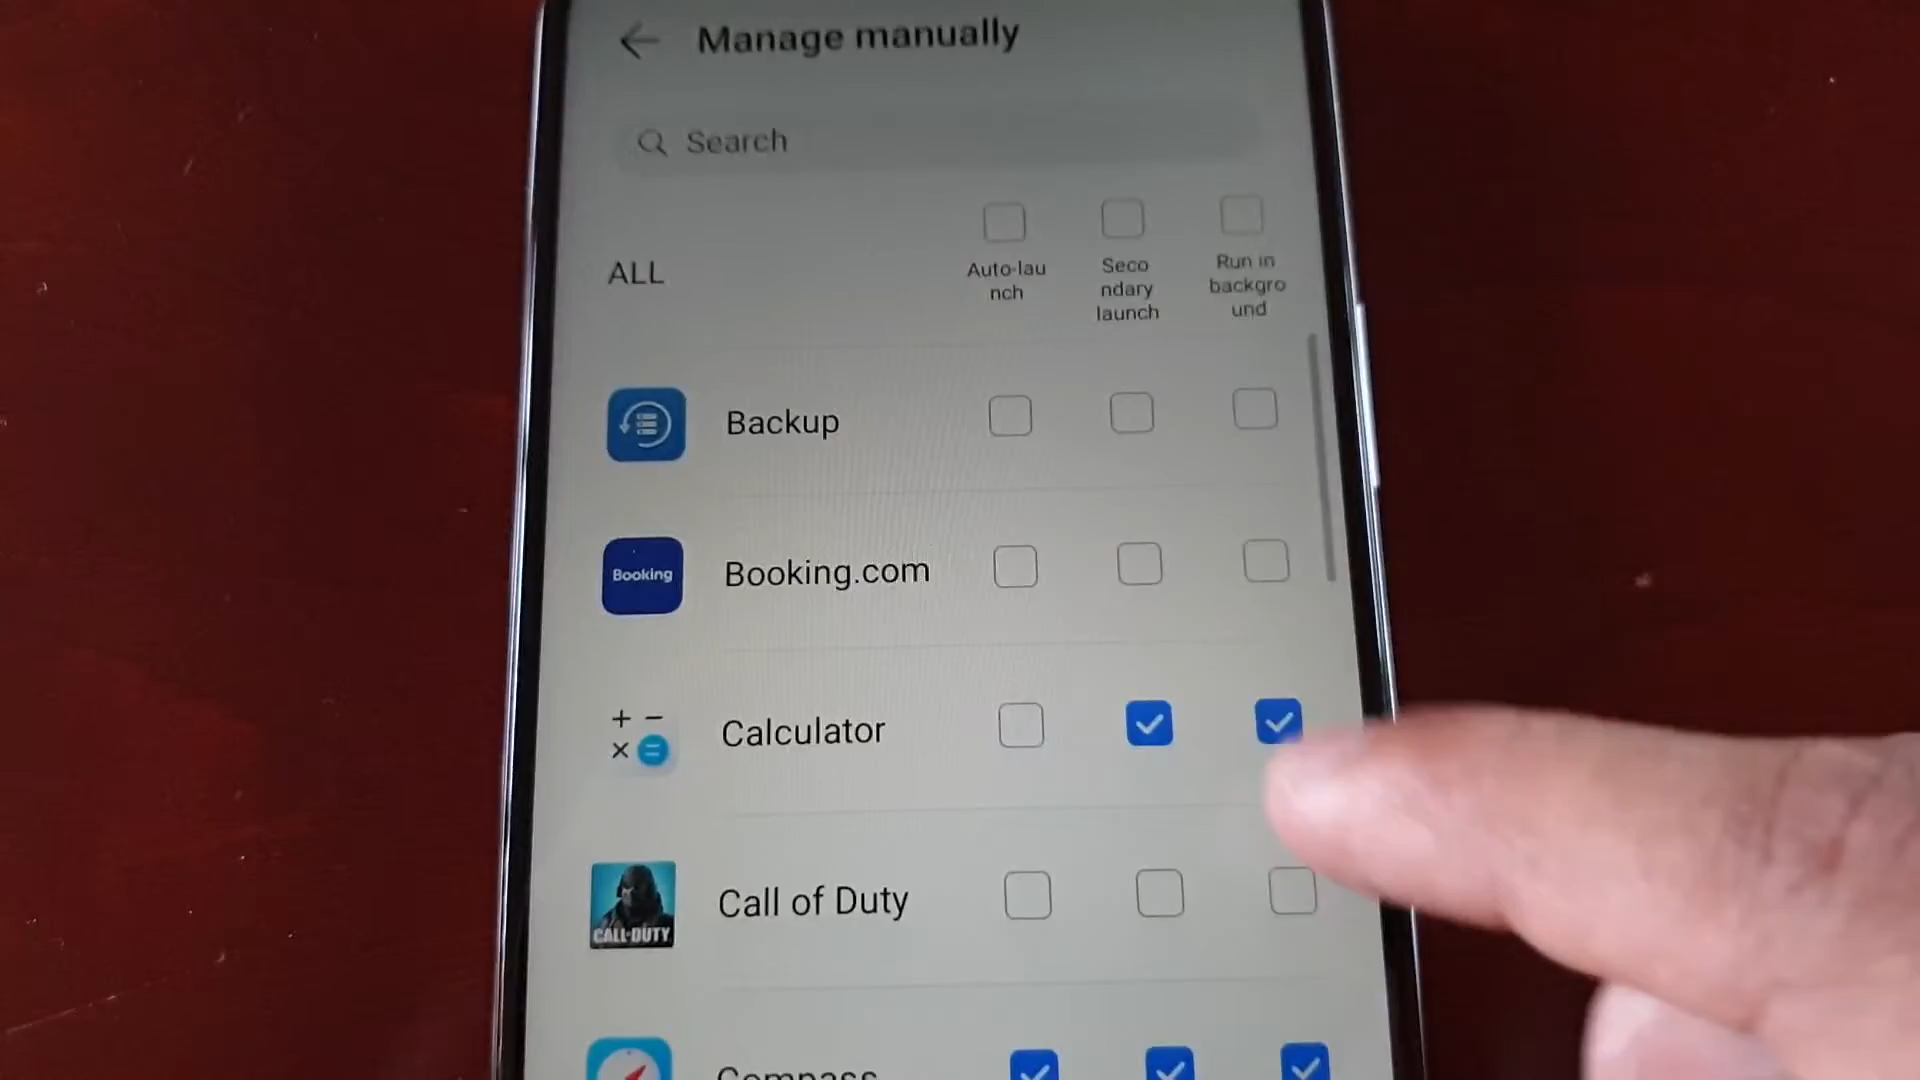 Manage manually
Search
ALL
Auto-lau
nch
Seco
ndary
launch
Run in
backgro
und
Backup
Booking
Booking.com
Calculator
Call of Duty
CALL·DUTY
Compass